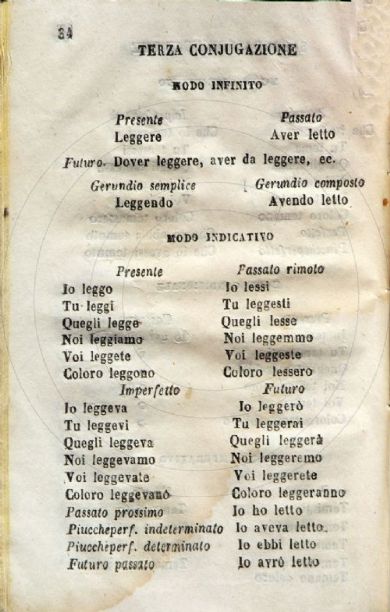 34
TERZA CONJUGAZIONE
MODO INFINITO
Presente Passato
Leggere Aver letto
Futuro. Dover leggere, aver da leggere, ec.
Gerundio semplice Gerundio composto
Leggendo Avendo letto
MODO INDICATIVO
Presente Passato rimoto
Io leggo Io lessi
Tu leggi Tu leggesti
Quegli legge Quegli lesse
Noi leggiamo Noi leggemmo
Voi leggete Voi leggeste
Coloro leggono Coloro lessero
Imperfetto Futuro
Io leggeva Io leggerò
Tu leggevi Tu leggerai
Quegli leggeva Quegli leggerà
Noi leggevamo Noi leggeremo
Voi leggevate Voi leggerete
Coloro leggevano Coloro leggeranno
Passato prossimo Io ho letto
Piuccheperf. indeterminato Io aveva letto
Piuccheperf. determinato Io ebbi letto
Futuro passato Io avrò letto